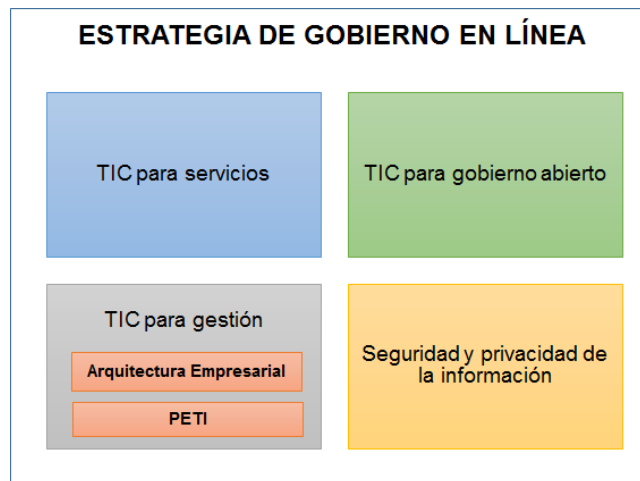 ESTRATEGIA DE GOBIERNO EN LÍNEA
TIC para servicios
TIC para gobierno abierto
TIC para gestión
Arquitectura Empresarial
PETI
Seguridad y privacidad de
la información